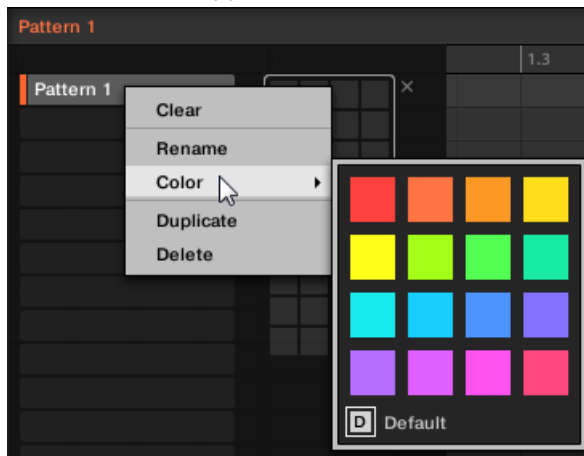 Pattern 1
1.3
Pattern 1
×
Clear
Rename
Color
Duplicate
Delete
D Default